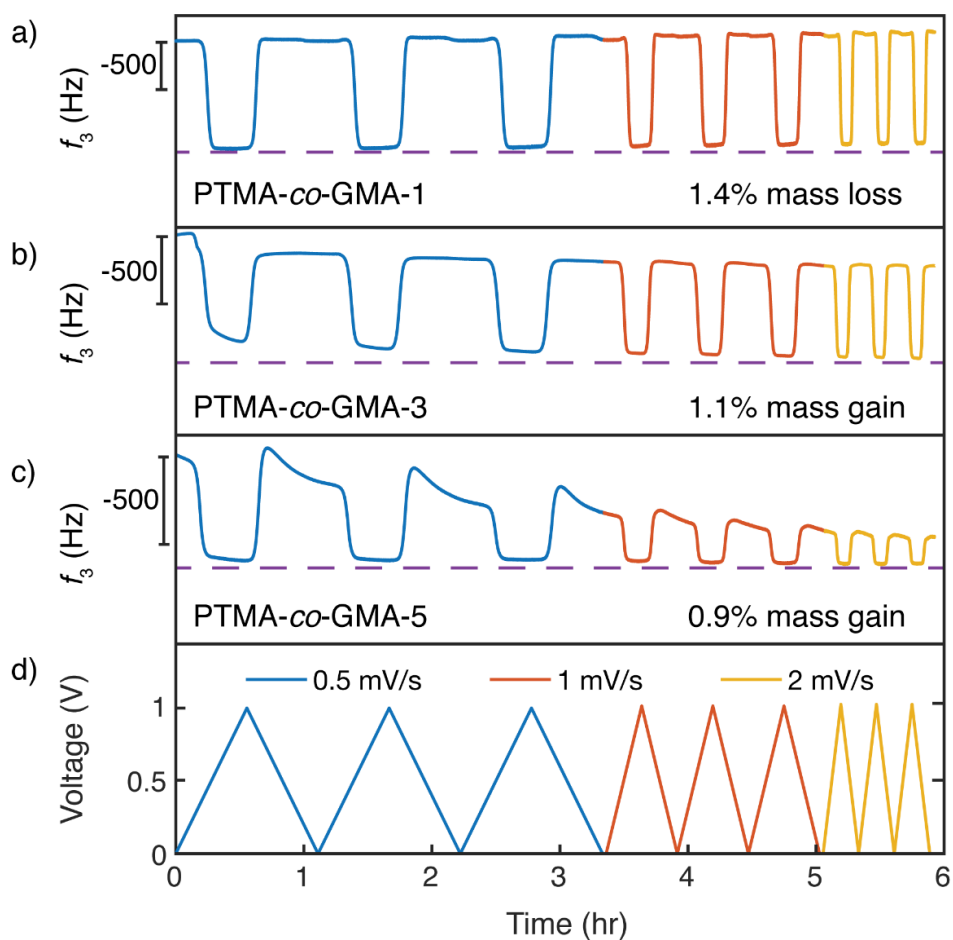 a)
-500
f3 (Hz)
PTMA-co-GMA-1 1.4% mass loss
b)
-500
f3 (Hz)
PTMA-co-GMA-3 1.1% mass gain
c)
-500
f3 (Hz)
PTMA-co-GMA-5 0.9% mass gain
d)
0.5 mV/s 1 mV/s 2 mV/s
Voltage (V)
1
0.5
0
0 1 2 3 4 5 6
Time (hr)